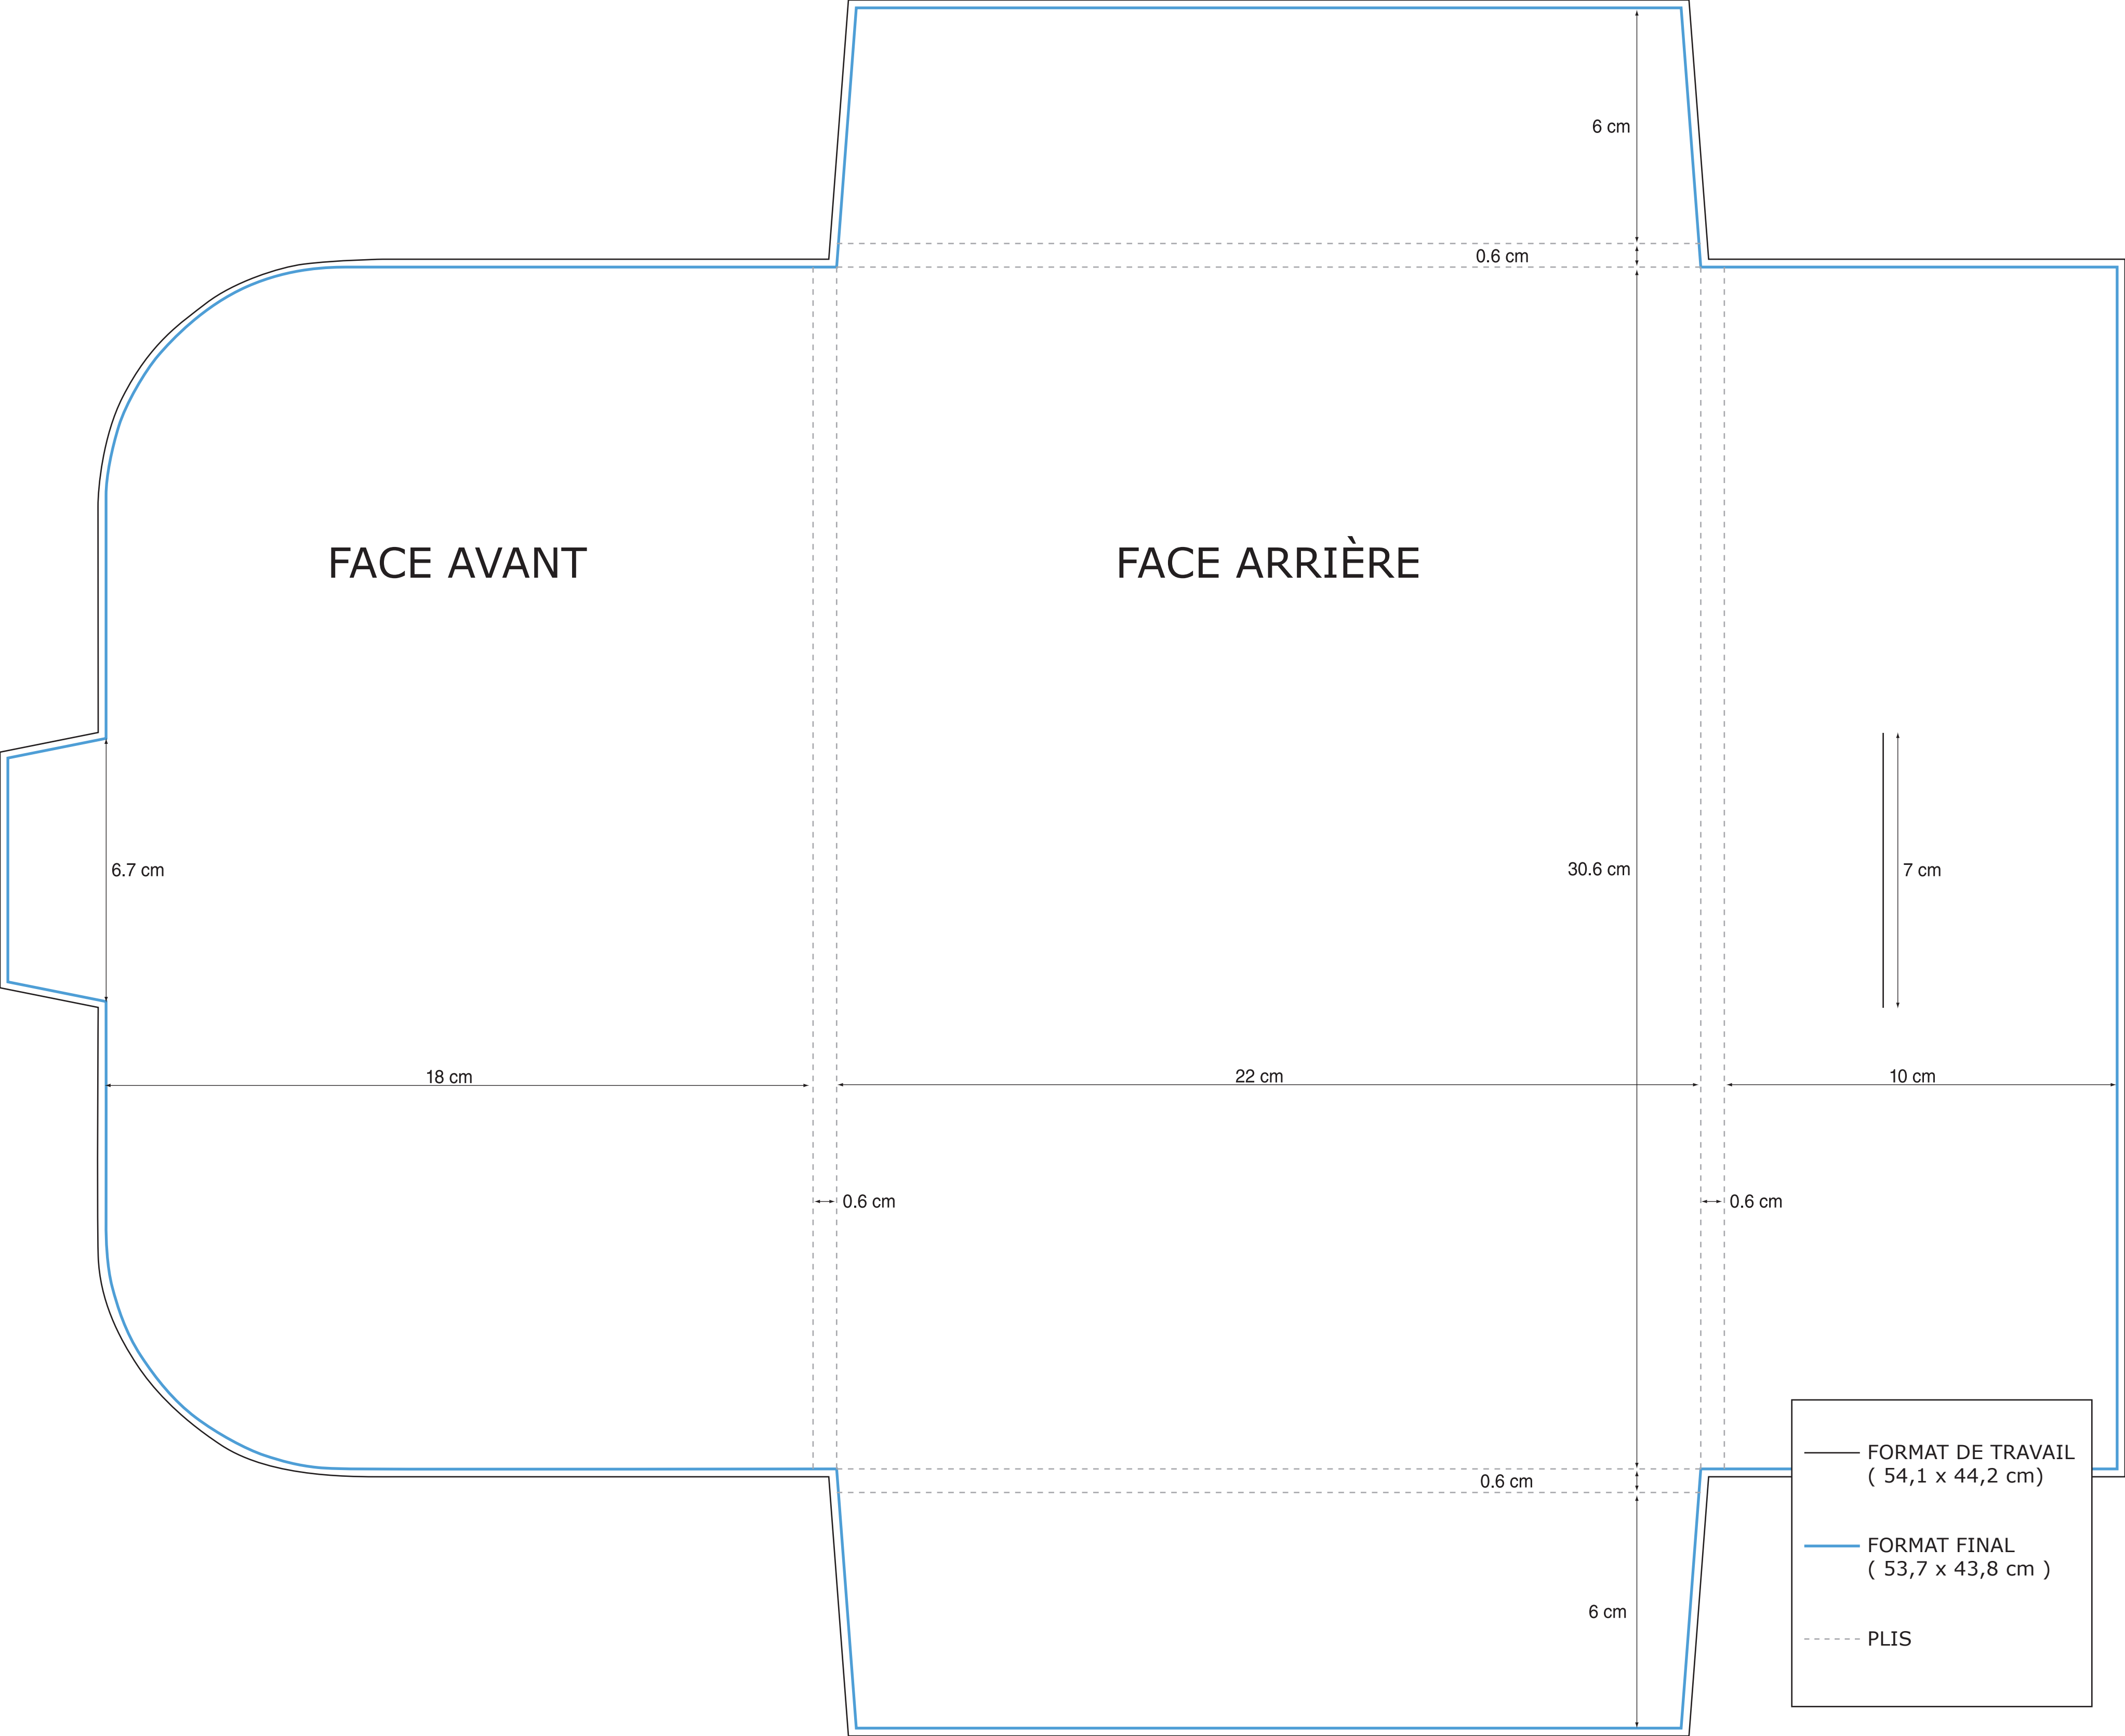 6 cm
0.6 cm
FACE AVANT
FACE ARRIÈRE
6.7 cm
30.6 cm
7 cm
18 cm
22 cm
10 cm
0.6 cm
0.6 cm
0.6 cm
6 cm
FORMAT DE TRAVAIL
( 54,1 x 44,2 cm)
FORMAT FINAL
( 53,7 x 43,8 cm )
PLIS